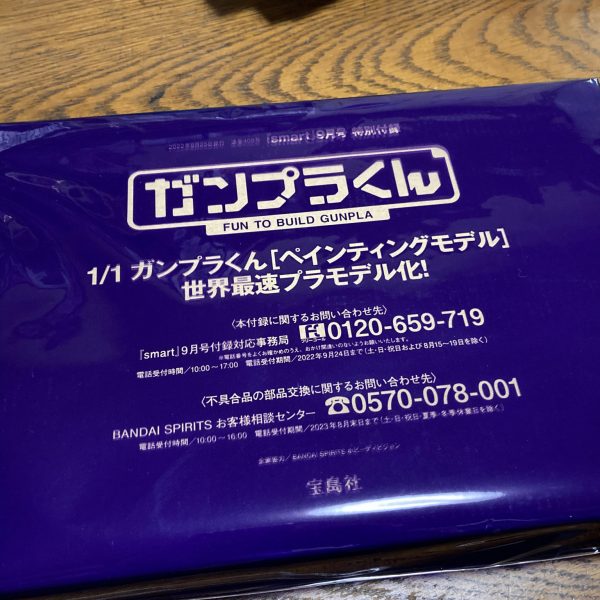 『smart』9月号 特別付録
ガンプラくん
FUN TO BUILD GUNPLA
1/1 ガンプラくん［ペインティングモデル］
世界最速プラモデル化!
〈本付録に関するお問い合わせ先〉
『smart』9月号付録対応事務局 フリーコール 0120-659-719
※電話番号をよくお確かめのうえ、おかけ間違いのないようお願いいたします。
電話受付時間／10:00〜17:00 電話受付期間／2022年9月24日まで(土・日・祝日および8月15〜19日を除く)
〈不具合品の部品交換に関するお問い合わせ先〉
BANDAI SPIRITS お客様相談センター ☎0570-078-001
電話受付時間／10:00〜16:00 電話受付期間／2023年8月末日まで(土・日・祝日・夏季・冬季休業日を除く)
企画協力／BANDAI SPIRITS ホビーディビジョン
宝島社